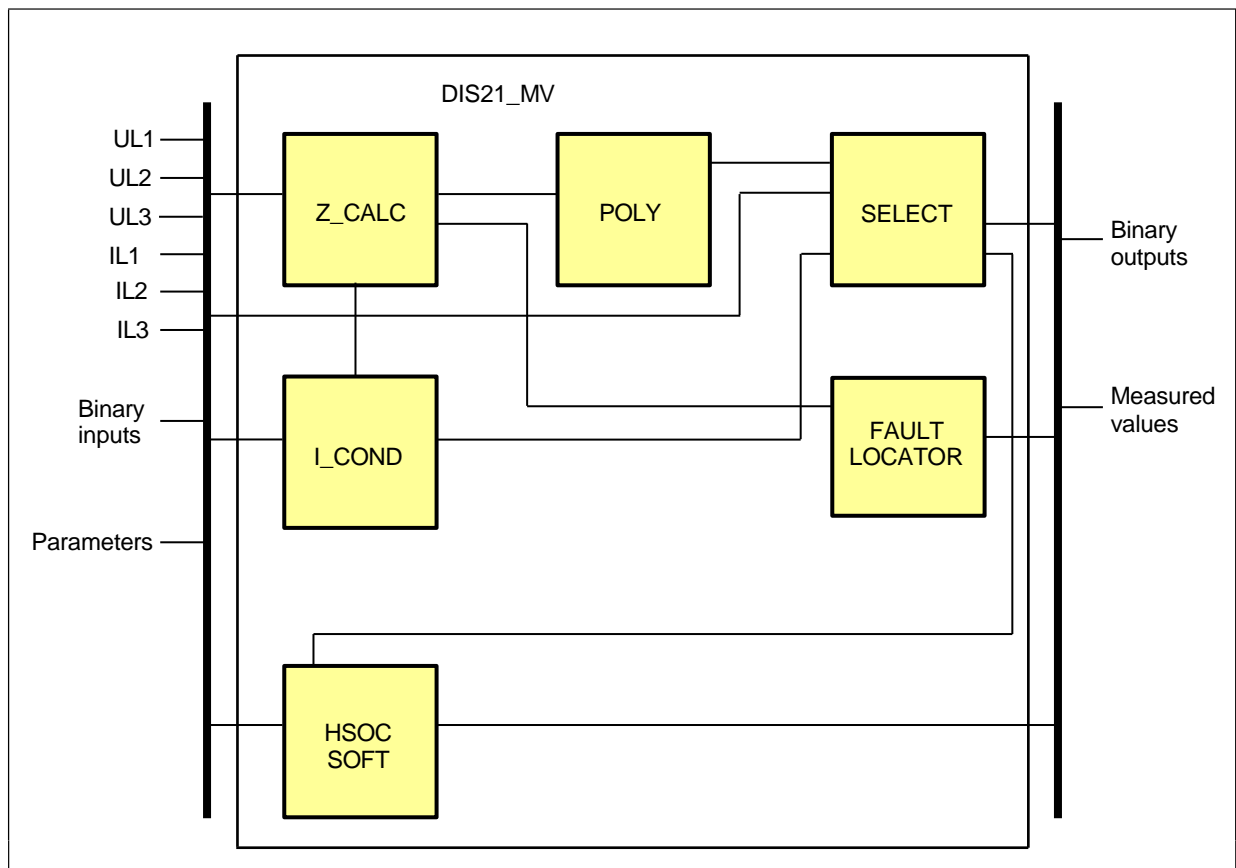 DIS21_MV
UL1
UL2
UL3
IL1
IL2
IL3
Binary
inputs
Parameters
Z_CALC
POLY
SELECT
I_COND
FAULT
LOCATOR
HSOC
SOFT
Binary
outputs
Measured
values